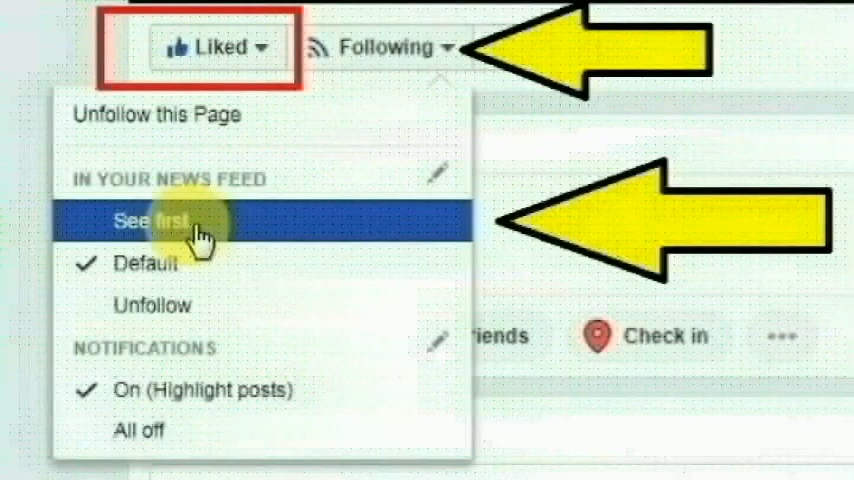 Liked Following
Unfollow this Page
IN YOUR NEWS FEED
See first
Default
Unfollow
riends Check in
NOTIFICATIONS
On (Highlight posts)
All off